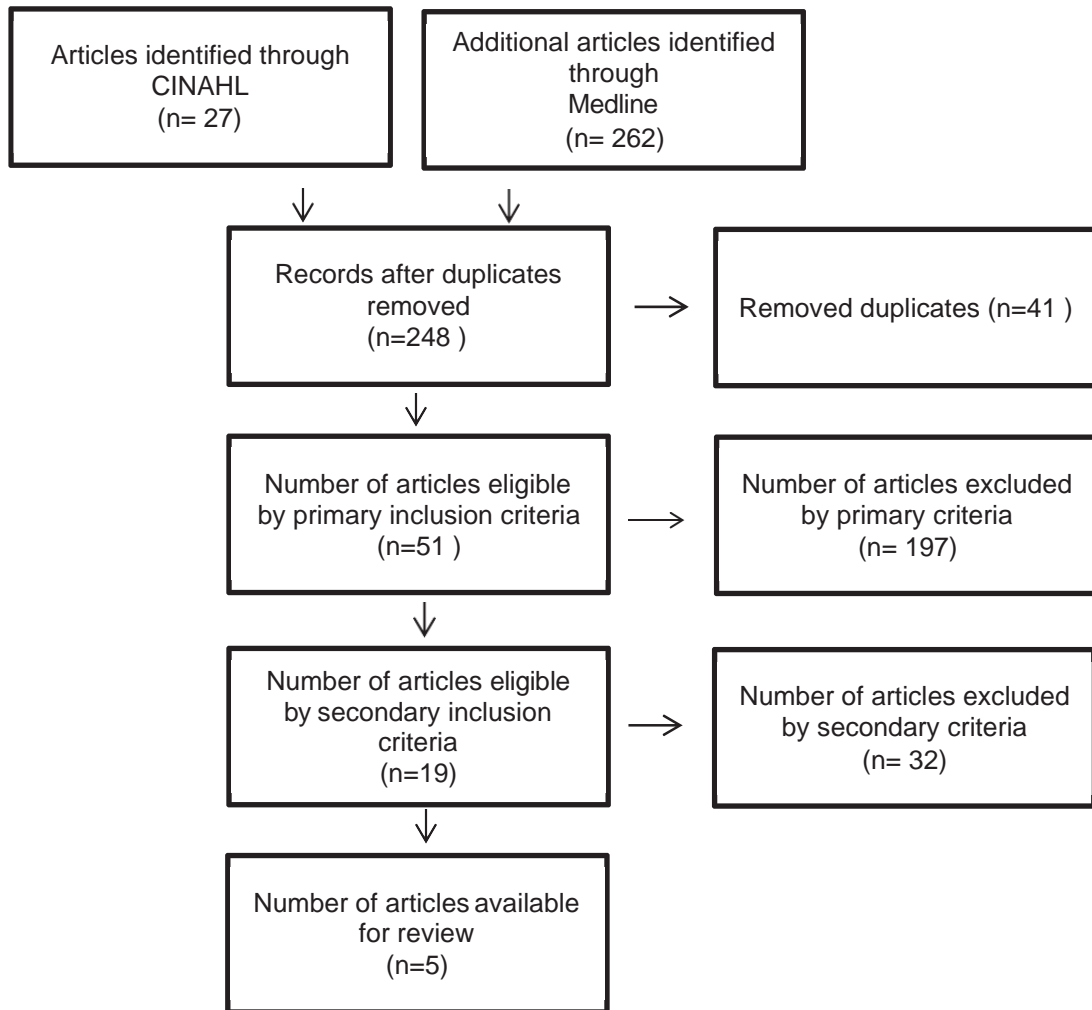 Articles identified through
CINAHL
(n= 27)
Additional articles identified
through
Medline
(n= 262)
Records after duplicates
removed
(n=248 )
Removed duplicates (n=41 )
Number of articles eligible
by primary inclusion criteria
(n=51 )
Number of articles excluded
by primary criteria
(n= 197)
Number of articles eligible
by secondary inclusion
criteria
(n=19)
Number of articles excluded
by secondary criteria
(n= 32)
Number of articles available
for review
(n=5)